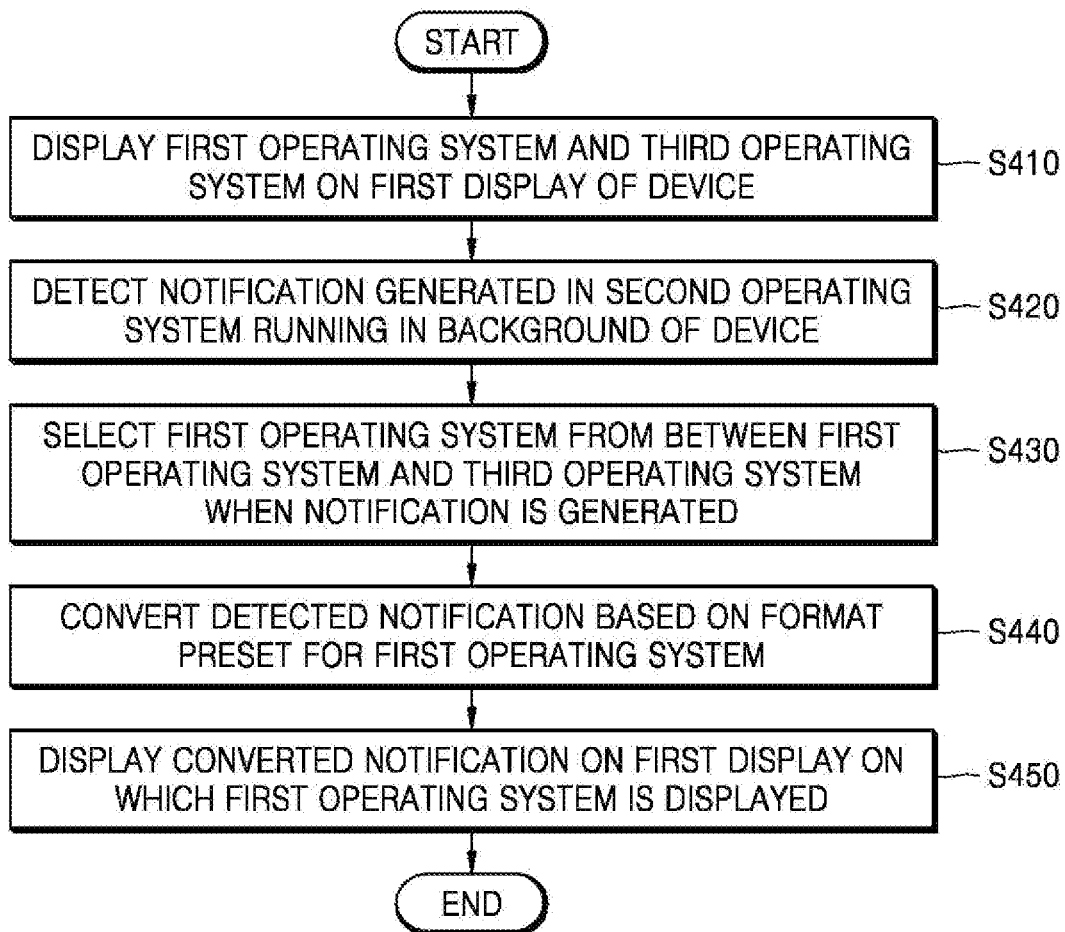 START
DISPLAY FIRST OPERATING SYSTEM AND THIRD OPERATING
SYSTEM ON FIRST DISPLAY OF DEVICE
S410
DETECT NOTIFICATION GENERATED IN SECOND OPERATING
SYSTEM RUNNING IN BACKGROUND OF DEVICE
S420
SELECT FIRST OPERATING SYSTEM FROM BETWEEN FIRST
OPERATING SYSTEM AND THIRD OPERATING SYSTEM
WHEN NOTIFICATION IS GENERATED
S430
CONVERT DETECTED NOTIFICATION BASED ON FORMAT
PRESET FOR FIRST OPERATING SYSTEM
S440
DISPLAY CONVERTED NOTIFICATION ON FIRST DISPLAY ON
WHICH FIRST OPERATING SYSTEM IS DISPLAYED
S450
END